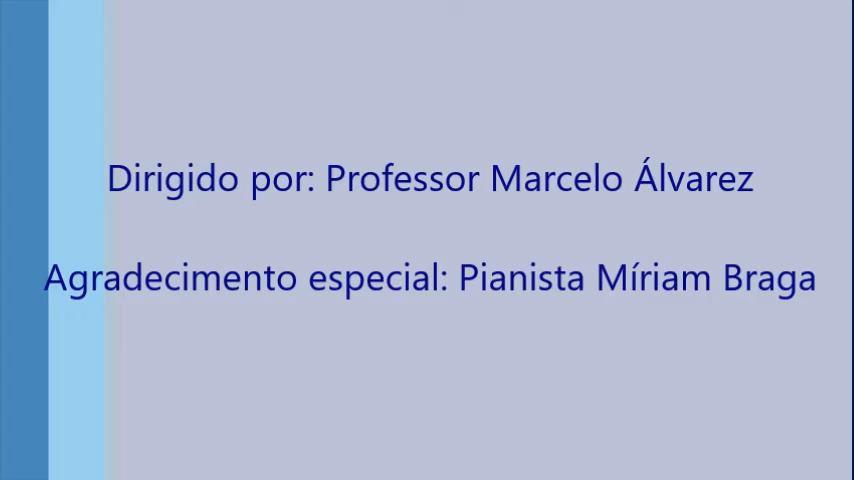 Dirigido por: Professor Marcelo Álvarez
Agradecimento especial: Pianista Míriam Braga